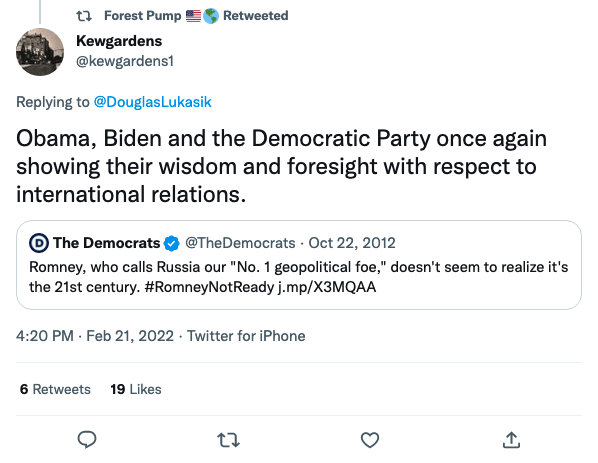 Forest Pump 🇺🇸🌎 Retweeted
Kewgardens
@kewgardens1
Replying to @DouglasLukasik
Obama, Biden and the Democratic Party once again
showing their wisdom and foresight with respect to
international relations.
D The Democrats @TheDemocrats · Oct 22, 2012
Romney, who calls Russia our "No. 1 geopolitical foe," doesn't seem to realize it's
the 21st century. #RomneyNotReady j.mp/X3MQAA
4:20 PM · Feb 21, 2022 · Twitter for iPhone
6 Retweets 19 Likes